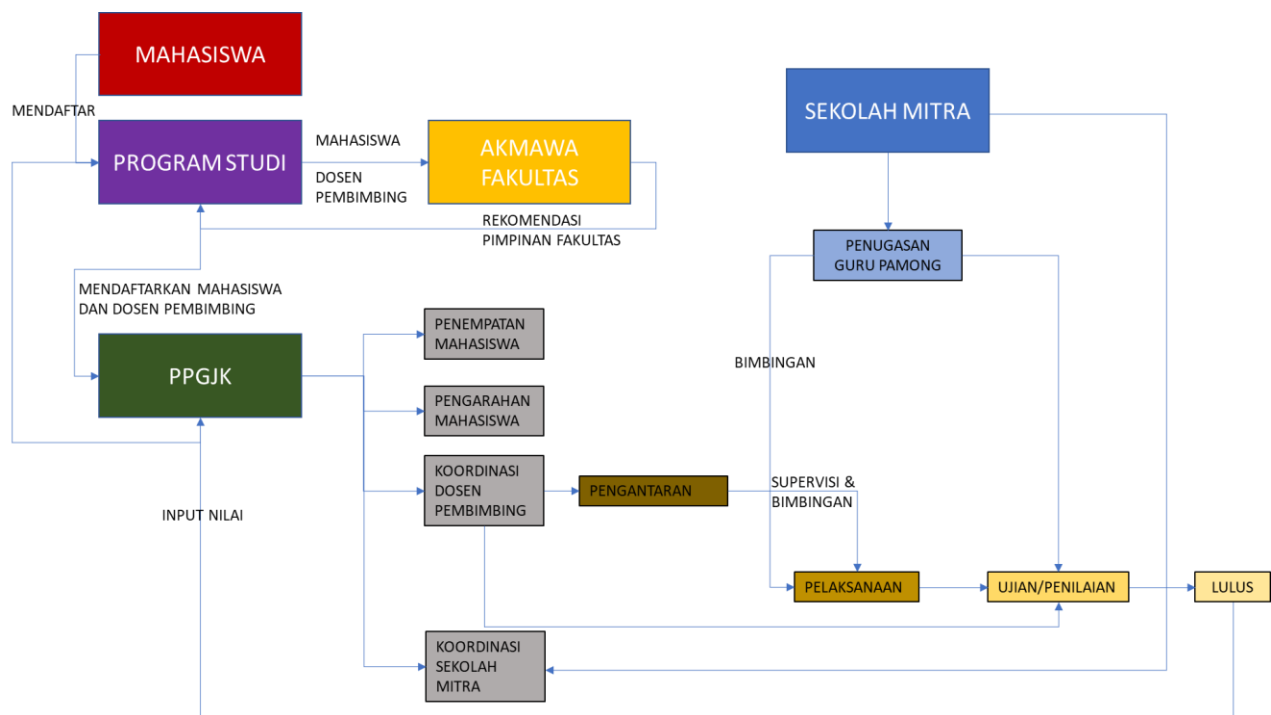 MAHASISWA
MENDAFTAR
PROGRAM STUDI
MAHASISWA
DOSEN
PEMBIMBING
AKMAWA
FAKULTAS
SEKOLAH MITRA
REKOMENDASI
PIMPINAN FAKULTAS
PENUGASAN
GURU PAMONG
MENDAFTARKAN MAHASISWA
DAN DOSEN PEMBIMBING
PPGJK
PENEMPATAN
MAHASISWA
BIMBINGAN
PENGARAHAN
MAHASISWA
KOORDINASI
DOSEN
PEMBIMBING
PENGANTARAN
SUPERVISI &
BIMBINGAN
INPUT NILAI
PELAKSANAAN
UJIAN/PENILAIAN
LULUS
KOORDINASI
SEKOLAH
MITRA